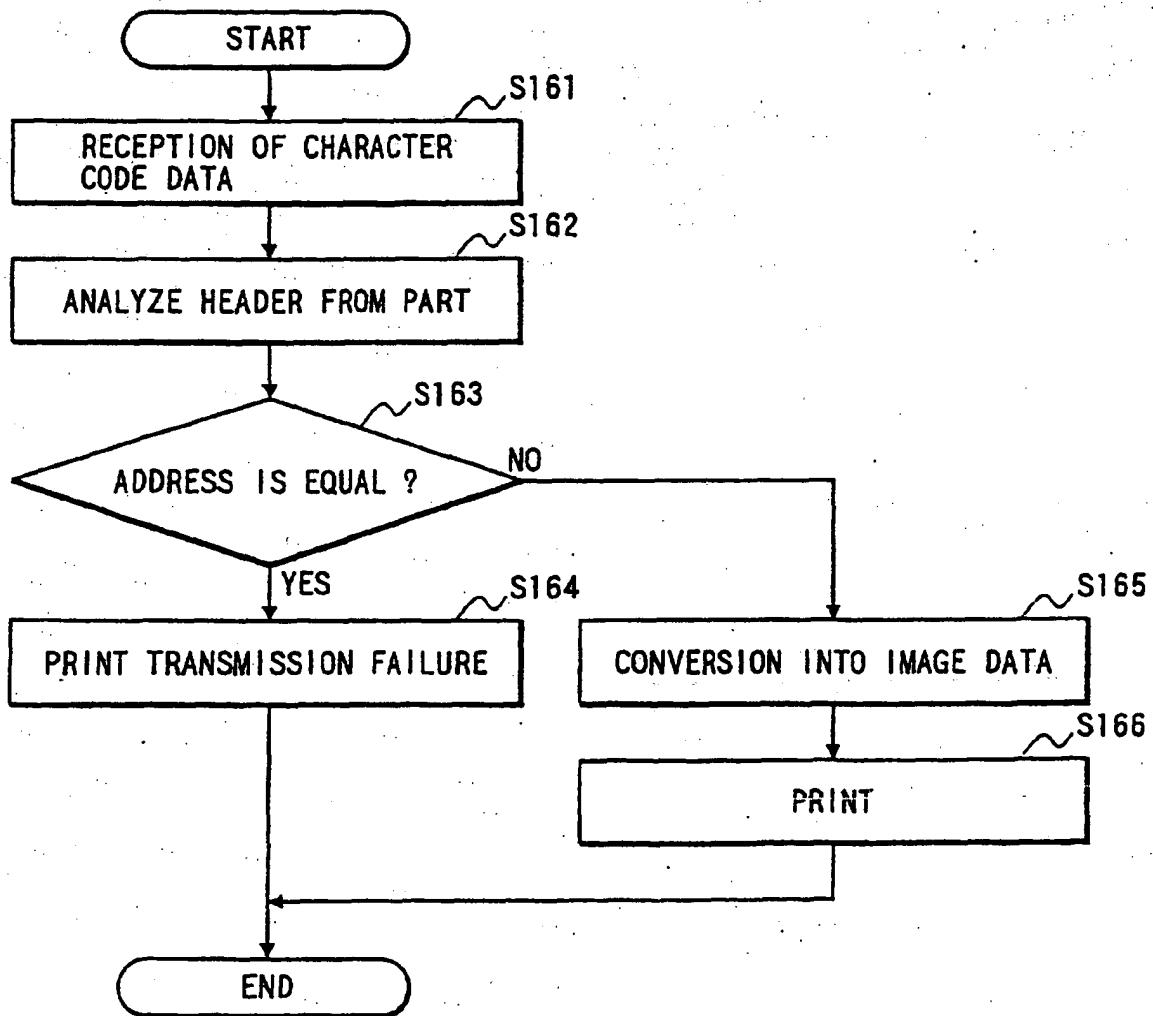 START
S161
RECEPTION OF CHARACTER
CODE DATA
S162
ANALYZE HEADER FROM PART
S163
ADDRESS IS EQUAL ?
NO
YES
S164
PRINT TRANSMISSION FAILURE
S165
CONVERSION INTO IMAGE DATA
S166
PRINT
END